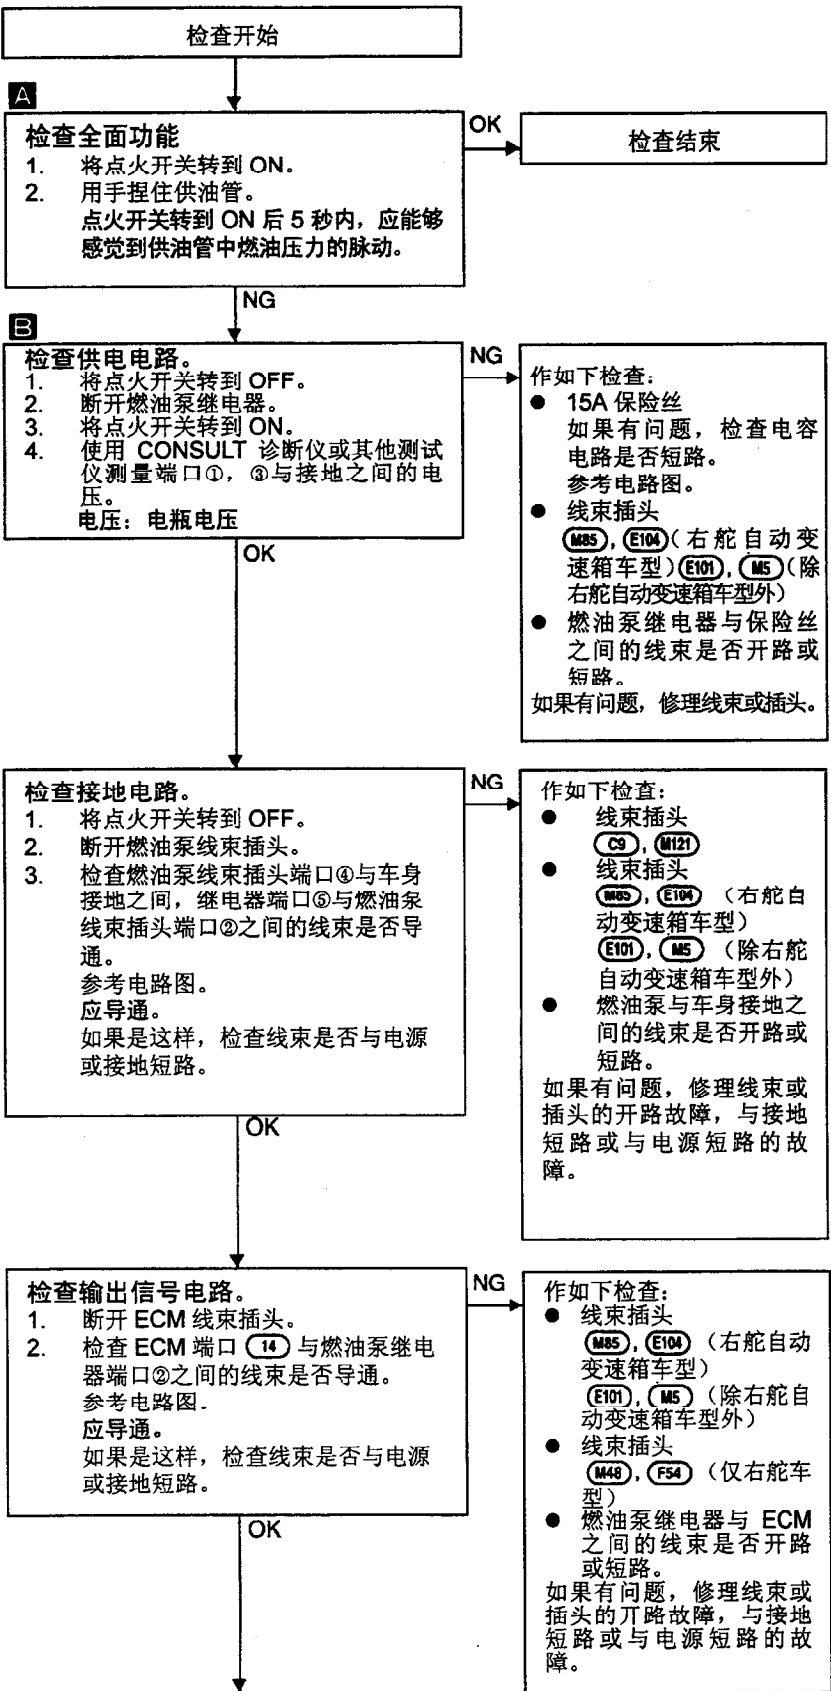 检查开始
A
检查全面功能
1. 将点火开关转到 ON。
2. 用手捏住供油管。
点火开关转到 ON 后 5 秒内，应能够
感觉到供油管中燃油压力的脉动。
OK
检查结束
NG
B
检查供电电路。
1. 将点火开关转到 OFF。
2. 断开燃油泵继电器。
3. 将点火开关转到 ON。
4. 使用 CONSULT 诊断仪或其他测试
仪测量端口①，③与接地之间的电
压。
电压：电瓶电压
NG
作如下检查：
● 15A 保险丝
如果有问题，检查电容
电路是否短路。
参考电路图。
● 线束插头
M85, E104（右舵自动变
速箱车型）E101, M5（除
右舵自动变速箱车型外）
● 燃油泵继电器与保险丝
之间的线束是否开路或
短路。
如果有问题，修理线束或插头。
OK
检查接地电路。
1. 将点火开关转到 OFF。
2. 断开燃油泵线束插头。
3. 检查燃油泵线束插头端口④与车身
接地之间，继电器端口⑤与燃油泵
线束插头端口②之间的线束是否导
通。
参考电路图。
应导通。
如果是这样，检查线束是否与电源
或接地短路。
NG
作如下检查：
● 线束插头
C9, M121
● 线束插头
M85, E104 （右舵自
动变速箱车型）
E101, M5 （除右舵
自动变速箱车型外）
● 燃油泵与车身接地之
间的线束是否开路或
短路。
如果有问题，修理线束或
插头的开路故障，与接地
短路或与电源短路的故
障。
OK
检查输出信号电路。
1. 断开 ECM 线束插头。
2. 检查 ECM 端口 14 与燃油泵继电
器端口②之间的线束是否导通。
参考电路图.
应导通。
如果是这样，检查线束是否与电源
或接地短路。
NG
作如下检查：
● 线束插头
M85, E104 （右舵自动
变速箱车型）
E101, M5 （除右舵自
动变速箱车型外）
● 线束插头
M48, F54 （仅右舵车
型）
● 燃油泵继电器与 ECM
之间的线束是否开路
或短路。
如果有问题，修理线束或
插头的开路故障，与接地
短路或与电源短路的故
障。
OK